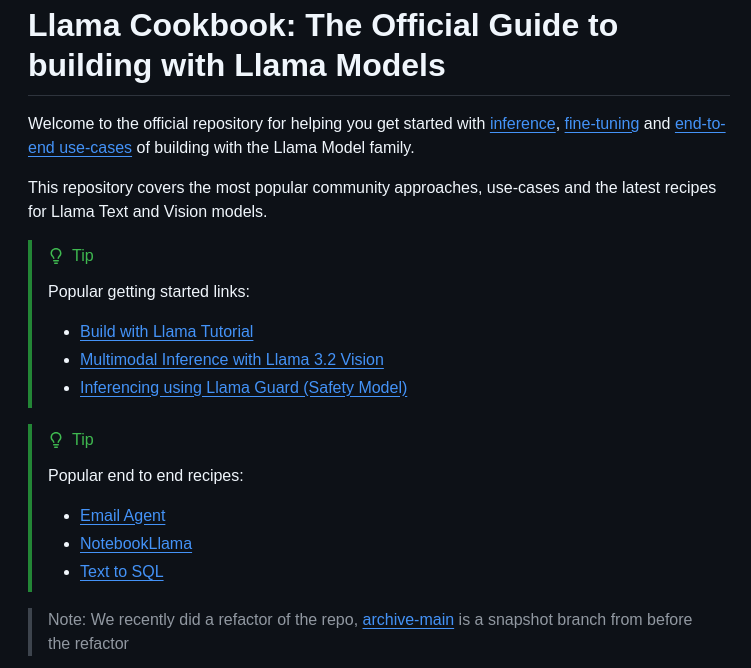 Llama Cookbook: The Official Guide to
building with Llama Models
Welcome to the official repository for helping you get started with inference, fine-tuning and end-to-
end use-cases of building with the Llama Model family.
This repository covers the most popular community approaches, use-cases and the latest recipes
for Llama Text and Vision models.
Tip
Popular getting started links:
Build with Llama Tutorial
Multimodal Inference with Llama 3.2 Vision
Inferencing using Llama Guard (Safety Model)
Tip
Popular end to end recipes:
Email Agent
NotebookLlama
Text to SQL
Note: We recently did a refactor of the repo, archive-main is a snapshot branch from before
the refactor